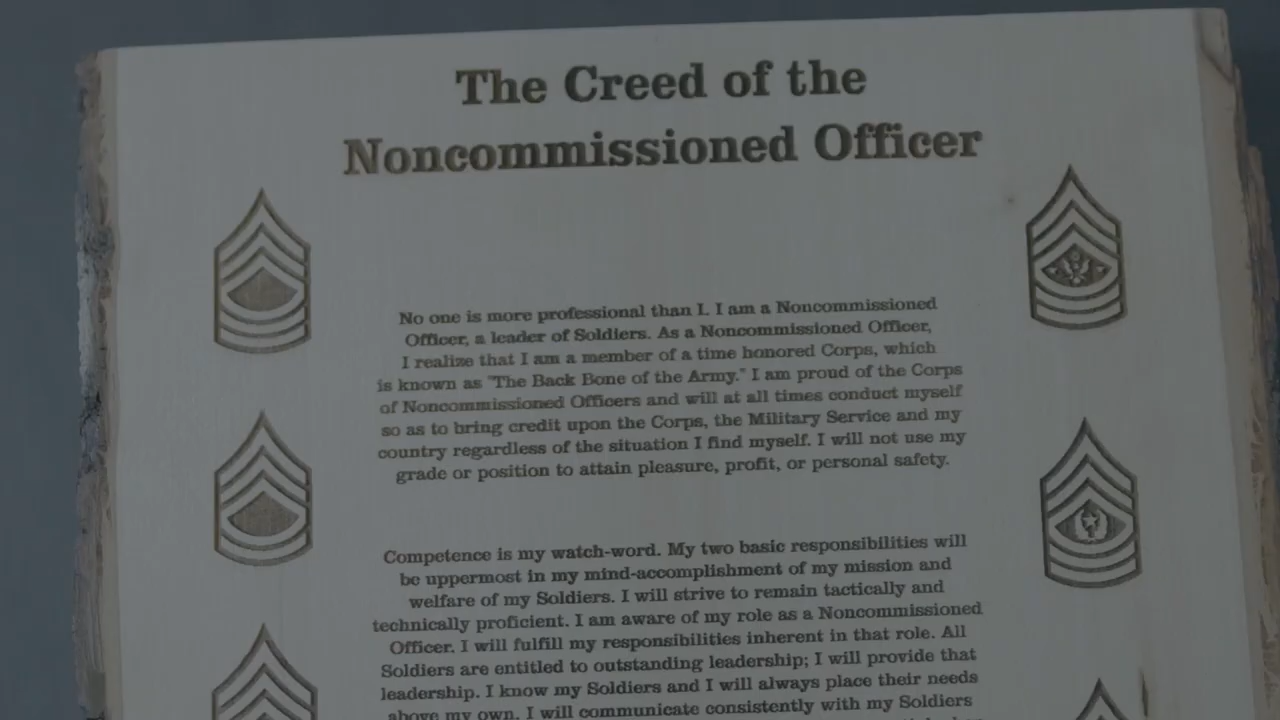 The Creed of the
Noncommissioned Officer
No one is more professional than I. I am a Noncommissioned
Officer, a leader of Soldiers. As a Noncommissioned Officer,
I realize that I am a member of a time honored Corps, which
is known as "The Back Bone of the Army." I am proud of the Corps
of Noncommissioned Officers and will at all times conduct myself
so as to bring credit upon the Corps, the Military Service and my
country regardless of the situation I find myself. I will not use my
grade or position to attain pleasure, profit, or personal safety.
Competence is my watch-word. My two basic responsibilities will
be uppermost in my mind-accomplishment of my mission and
welfare of my Soldiers. I will strive to remain tactically and
technically proficient. I am aware of my role as a Noncommissioned
Officer. I will fulfill my responsibilities inherent in that role. All
Soldiers are entitled to outstanding leadership; I will provide that
leadership. I know my Soldiers and I will always place their needs
above my own. I will communicate consistently with my Soldiers